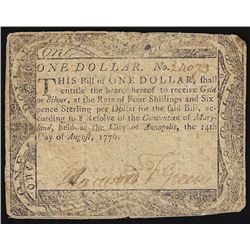 ONE DOLLAR. No. 24073
THIS Bill of ONE DOLLAR, shall
entitle the bearer hereof to receive Gold
or Silver, at the Rate of Four Shillings and Six
pence Sterling per Dollar for the said Bill,
according to a Resolve of the Convention of Mary-
land, held at the City of Annapolis, the 14th
Day of August, 1776.